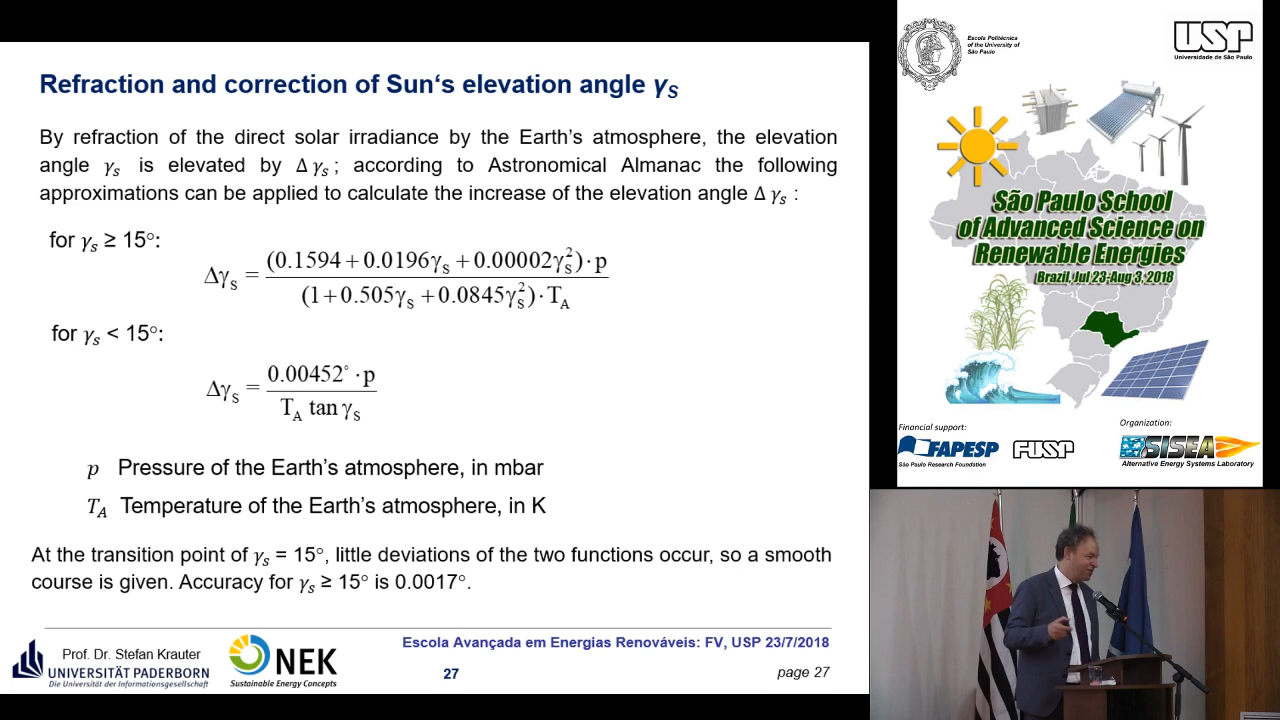 Refraction and correction of Sun‘s elevation angle γS
By refraction of the direct solar irradiance by the Earth’s atmosphere, the elevation
angle γs is elevated by Δ γs ; according to Astronomical Almanac the following
approximations can be applied to calculate the increase of the elevation angle Δ γs :
for γs ≥ 15°:
ΔγS = (0.1594+0.0196γS +0.00002γS²)·p / (1+0.505γS +0.0845γS²)·TA
for γs < 15°:
ΔγS = 0.00452° ·p / TA tan γS
p Pressure of the Earth’s atmosphere, in mbar
TA Temperature of the Earth’s atmosphere, in K
At the transition point of γs = 15°, little deviations of the two functions occur, so a smooth
course is given. Accuracy for γs ≥ 15° is 0.0017°.
Prof. Dr. Stefan Krauter
UNIVERSITÄT PADERBORN
Die Universität der Informationsgesellschaft
NEK
Sustainable Energy Concepts
Escola Avançada em Energias Renováveis: FV, USP 23/7/2018
27
page 27
Escola Politécnica
of the University of
São Paulo
USP
Universidade de São Paulo
São Paulo School
of Advanced Science on
Renewable Energies
Brazil, Jul 23-Aug 3, 2018
Financial support:
FAPESP
São Paulo Research Foundation
FUSP
Organization:
SISEA
Alternative Energy Systems Laboratory